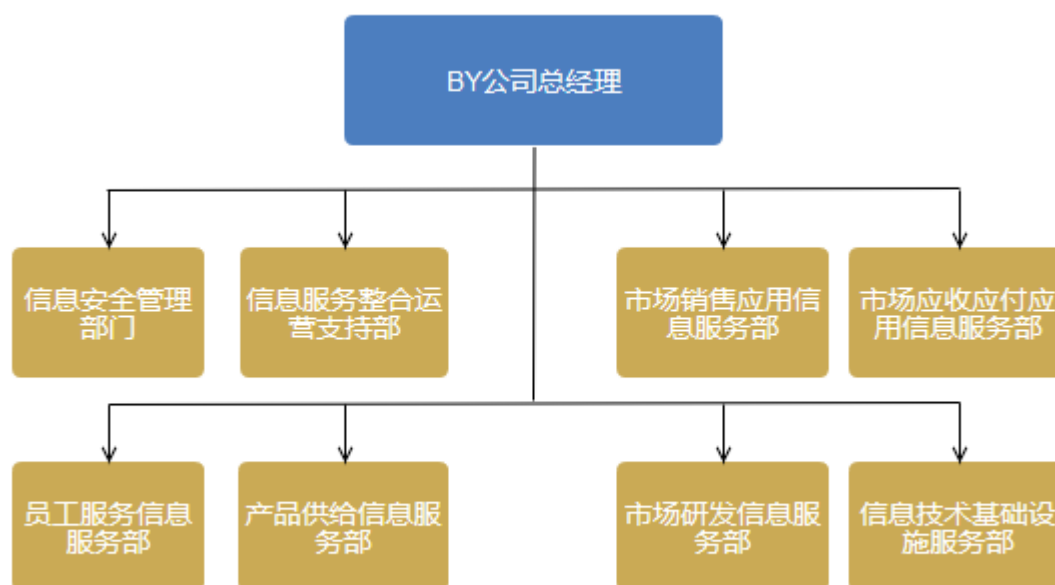 BY公司总经理
信息安全管理
部门
信息服务整合运
营支持部
市场销售应用信
息服务部
市场应收应付应
用信息服务部
员工服务信息
服务部
产品供给信息服
务部
市场研发信息服
务部
信息技术基础设
施服务部